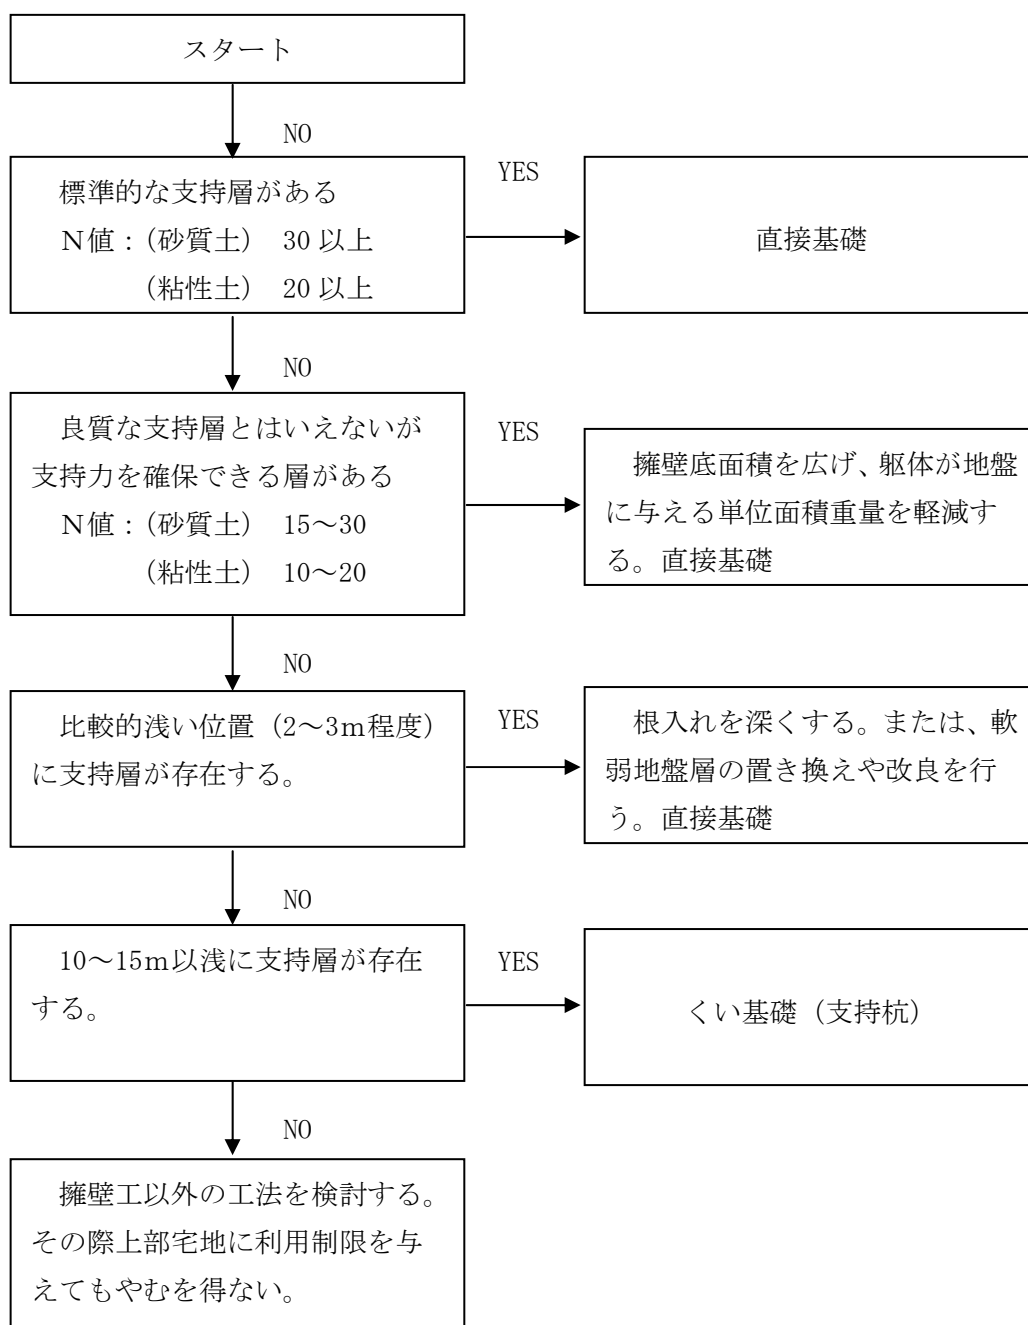 スタート
NO
標準的な支持層がある
N値：（砂質土） 30 以上
（粘性土） 20 以上
YES
直接基礎
NO
良質な支持層とはいえないが
支持力を確保できる層がある
N値：（砂質土） 15～30
（粘性土） 10～20
YES
擁壁底面積を広げ、躯体が地盤
に与える単位面積重量を軽減す
る。直接基礎
NO
比較的浅い位置（2～3m程度）
に支持層が存在する。
YES
根入れを深くする。または、軟
弱地盤層の置き換えや改良を行
う。直接基礎
NO
10～15m以浅に支持層が存在
する。
YES
くい基礎（支持杭）
NO
擁壁工以外の工法を検討する。
その際上部宅地に利用制限を与
えてもやむを得ない。